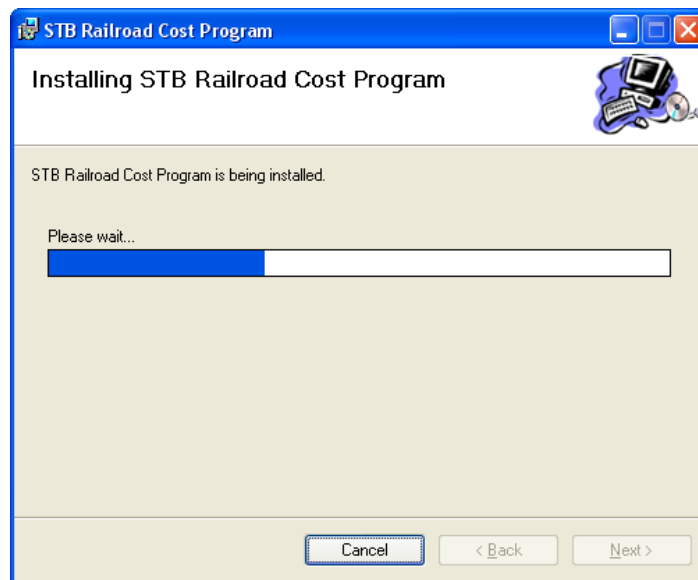 STB Railroad Cost Program
Installing STB Railroad Cost Program
STB Railroad Cost Program is being installed.
Please wait...
Cancel
< Back
Next >